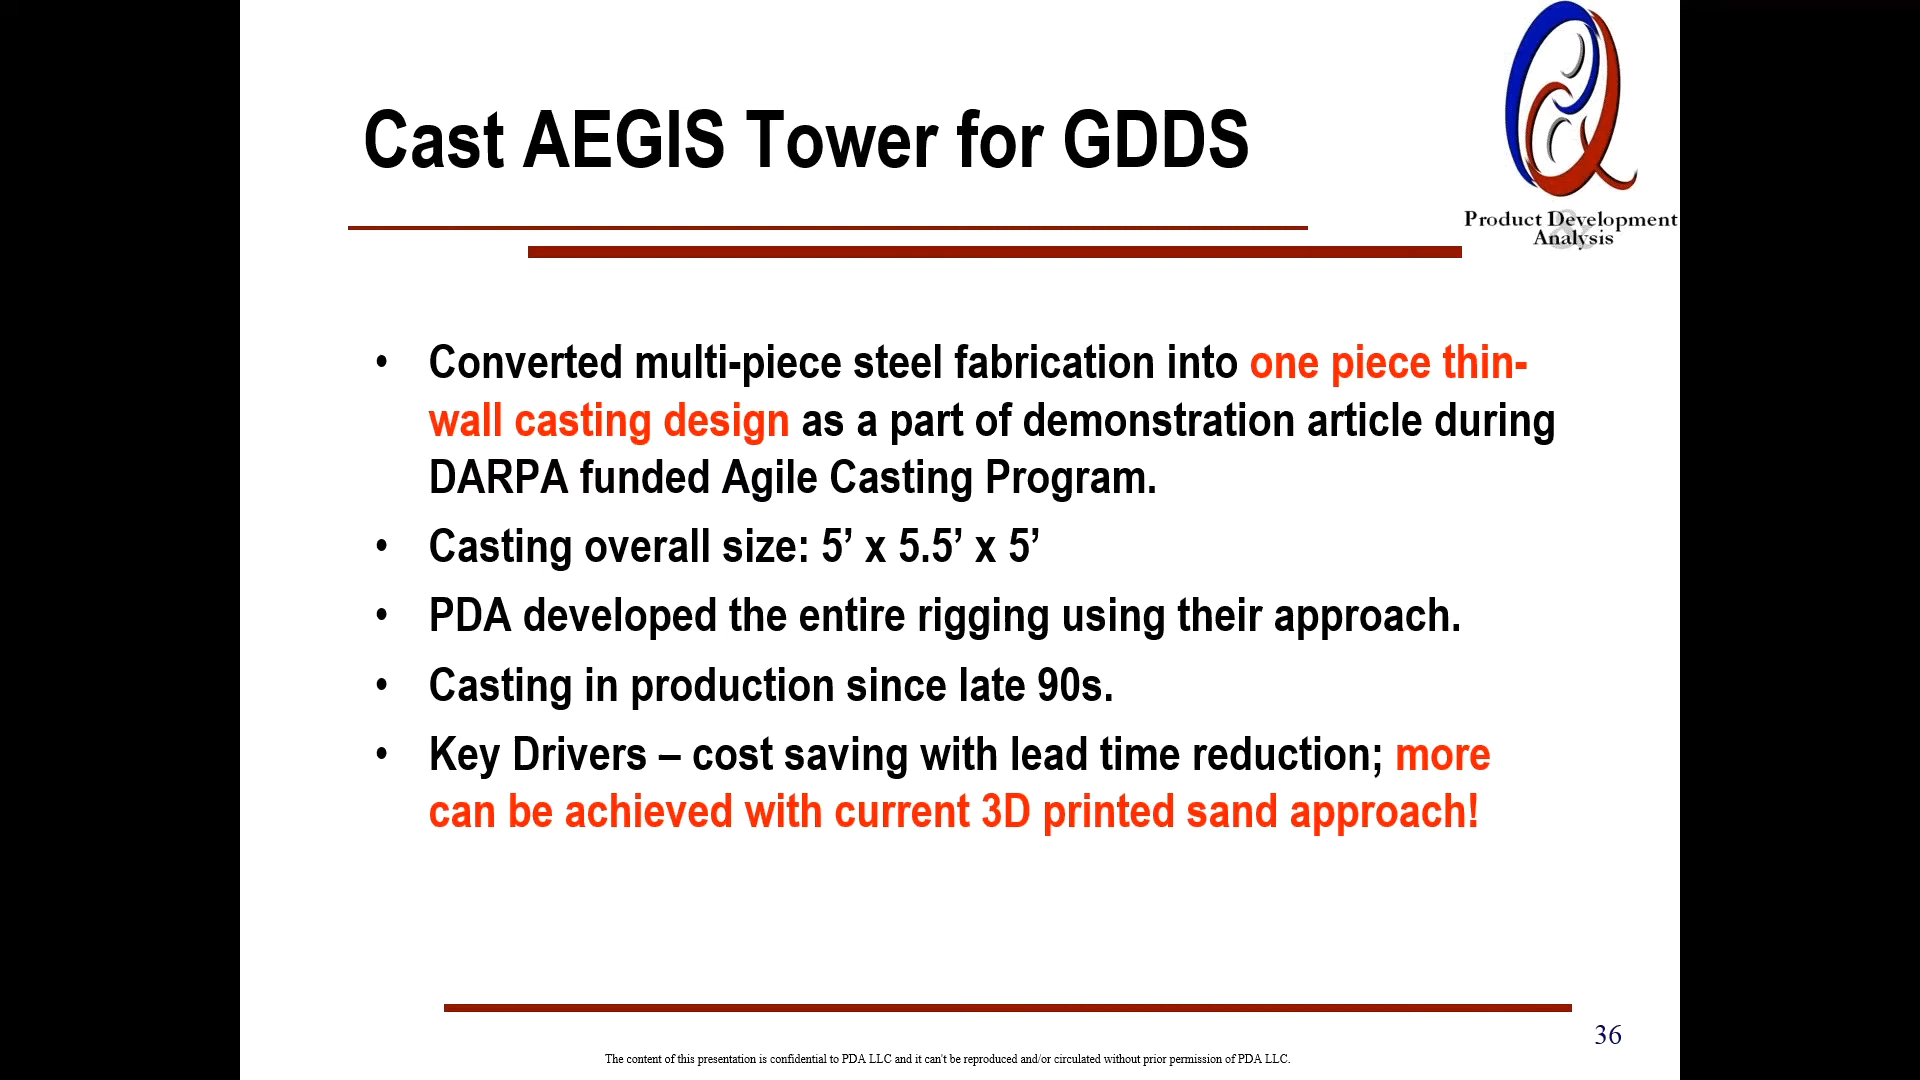 Cast AEGIS Tower for GDDS
Product Development
&
Analysis
• Converted multi-piece steel fabrication into one piece thin-
wall casting design as a part of demonstration article during
DARPA funded Agile Casting Program.
• Casting overall size: 5’ x 5.5’ x 5’
• PDA developed the entire rigging using their approach.
• Casting in production since late 90s.
• Key Drivers – cost saving with lead time reduction; more
can be achieved with current 3D printed sand approach!
36
The content of this presentation is confidential to PDA LLC and it can't be reproduced and/or circulated without prior permission of PDA LLC.